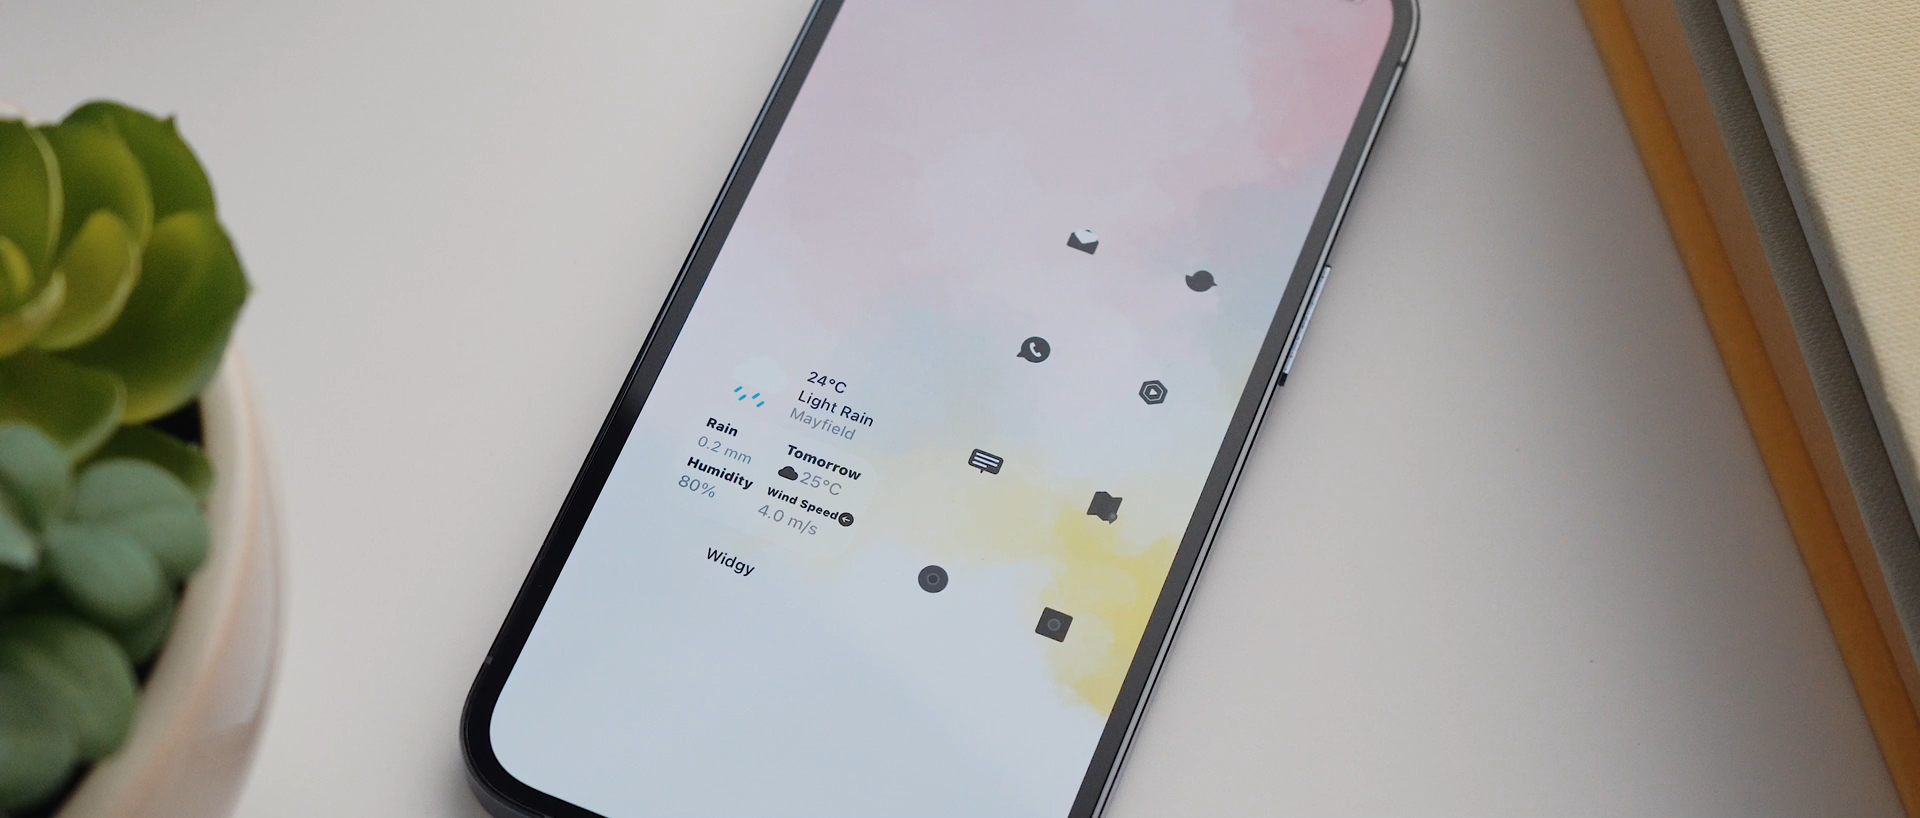 24°C
Light Rain
Mayfield
Rain
0.2 mm
Humidity
80%
Tomorrow
25°C
Wind Speed
4.0 m/s
Widgy